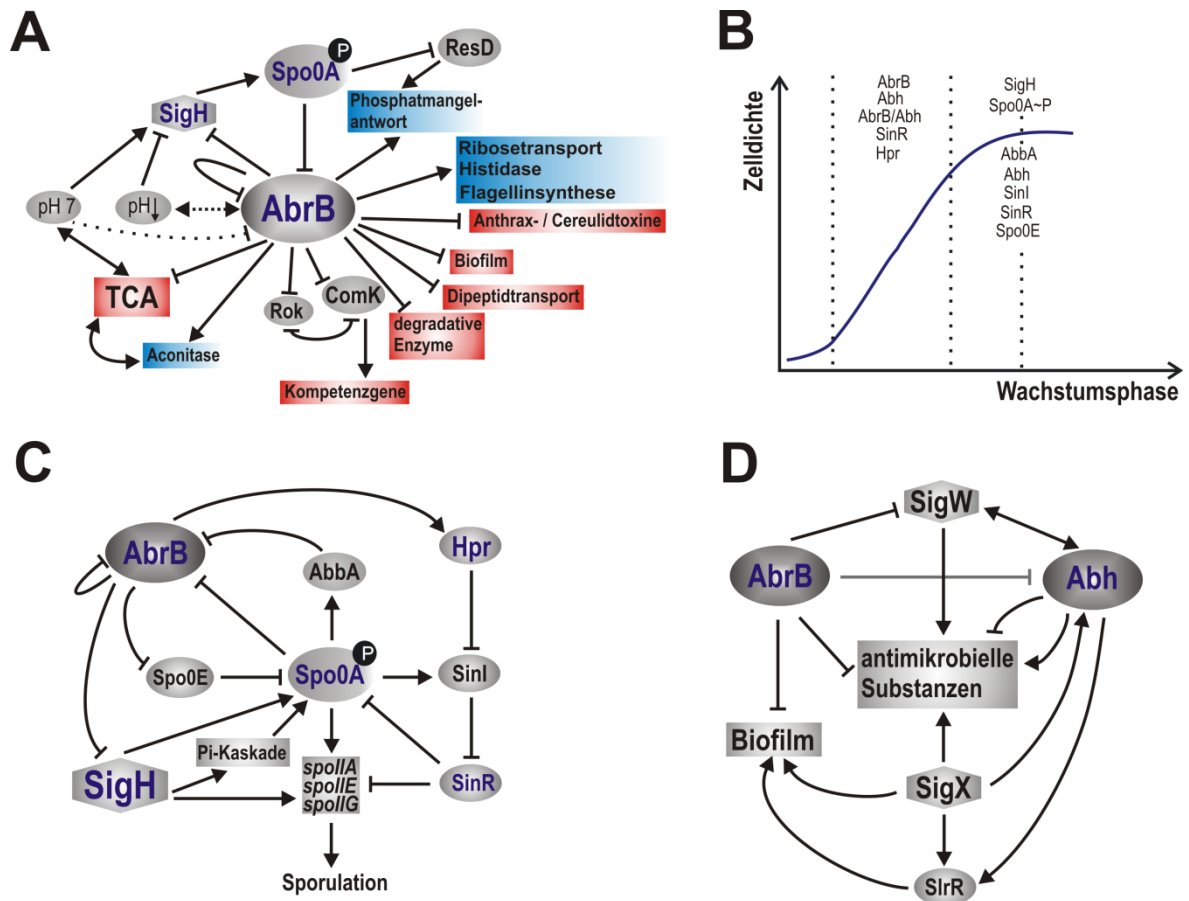 A
P
Spo0A
ResD
SigH
Phosphatmangel-
antwort
Ribosetransport
Histidase
Flagellinsynthese
pH 7
pH↓
AbrB
Anthrax- / Cereulidtoxine
Biofilm
TCA
Rok
ComK
Dipeptidtransport
degradative
Enzyme
Aconitase
Kompetenzgene
B
Zelldichte
AbrB
Abh
AbrB/Abh
SinR
Hpr
SigH
Spo0A~P
AbbA
Abh
SinI
SinR
Spo0E
Wachstumsphase
C
AbrB
Hpr
AbbA
P
Spo0E
Spo0A
SinI
Pi-Kaskade
SigH
spoIIA
spoIIE
spoIIG
SinR
Sporulation
D
SigW
AbrB
Abh
antimikrobielle
Substanzen
Biofilm
SigX
SlrR